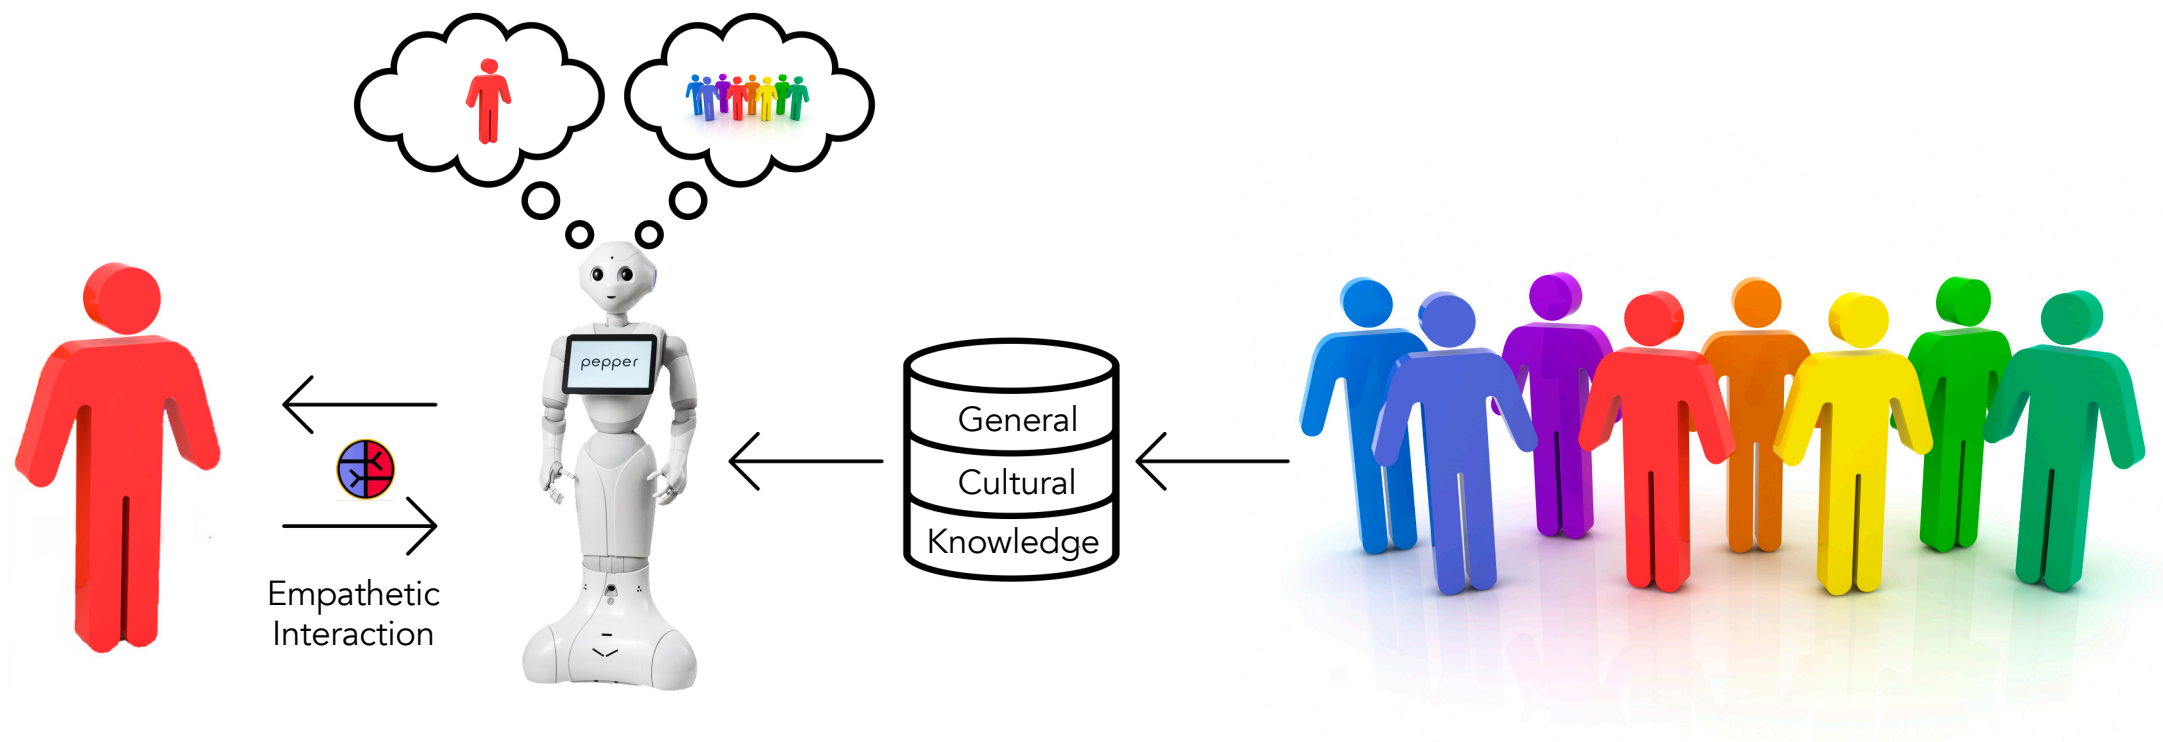 pepper
General
Cultural
Knowledge
Empathetic
Interaction